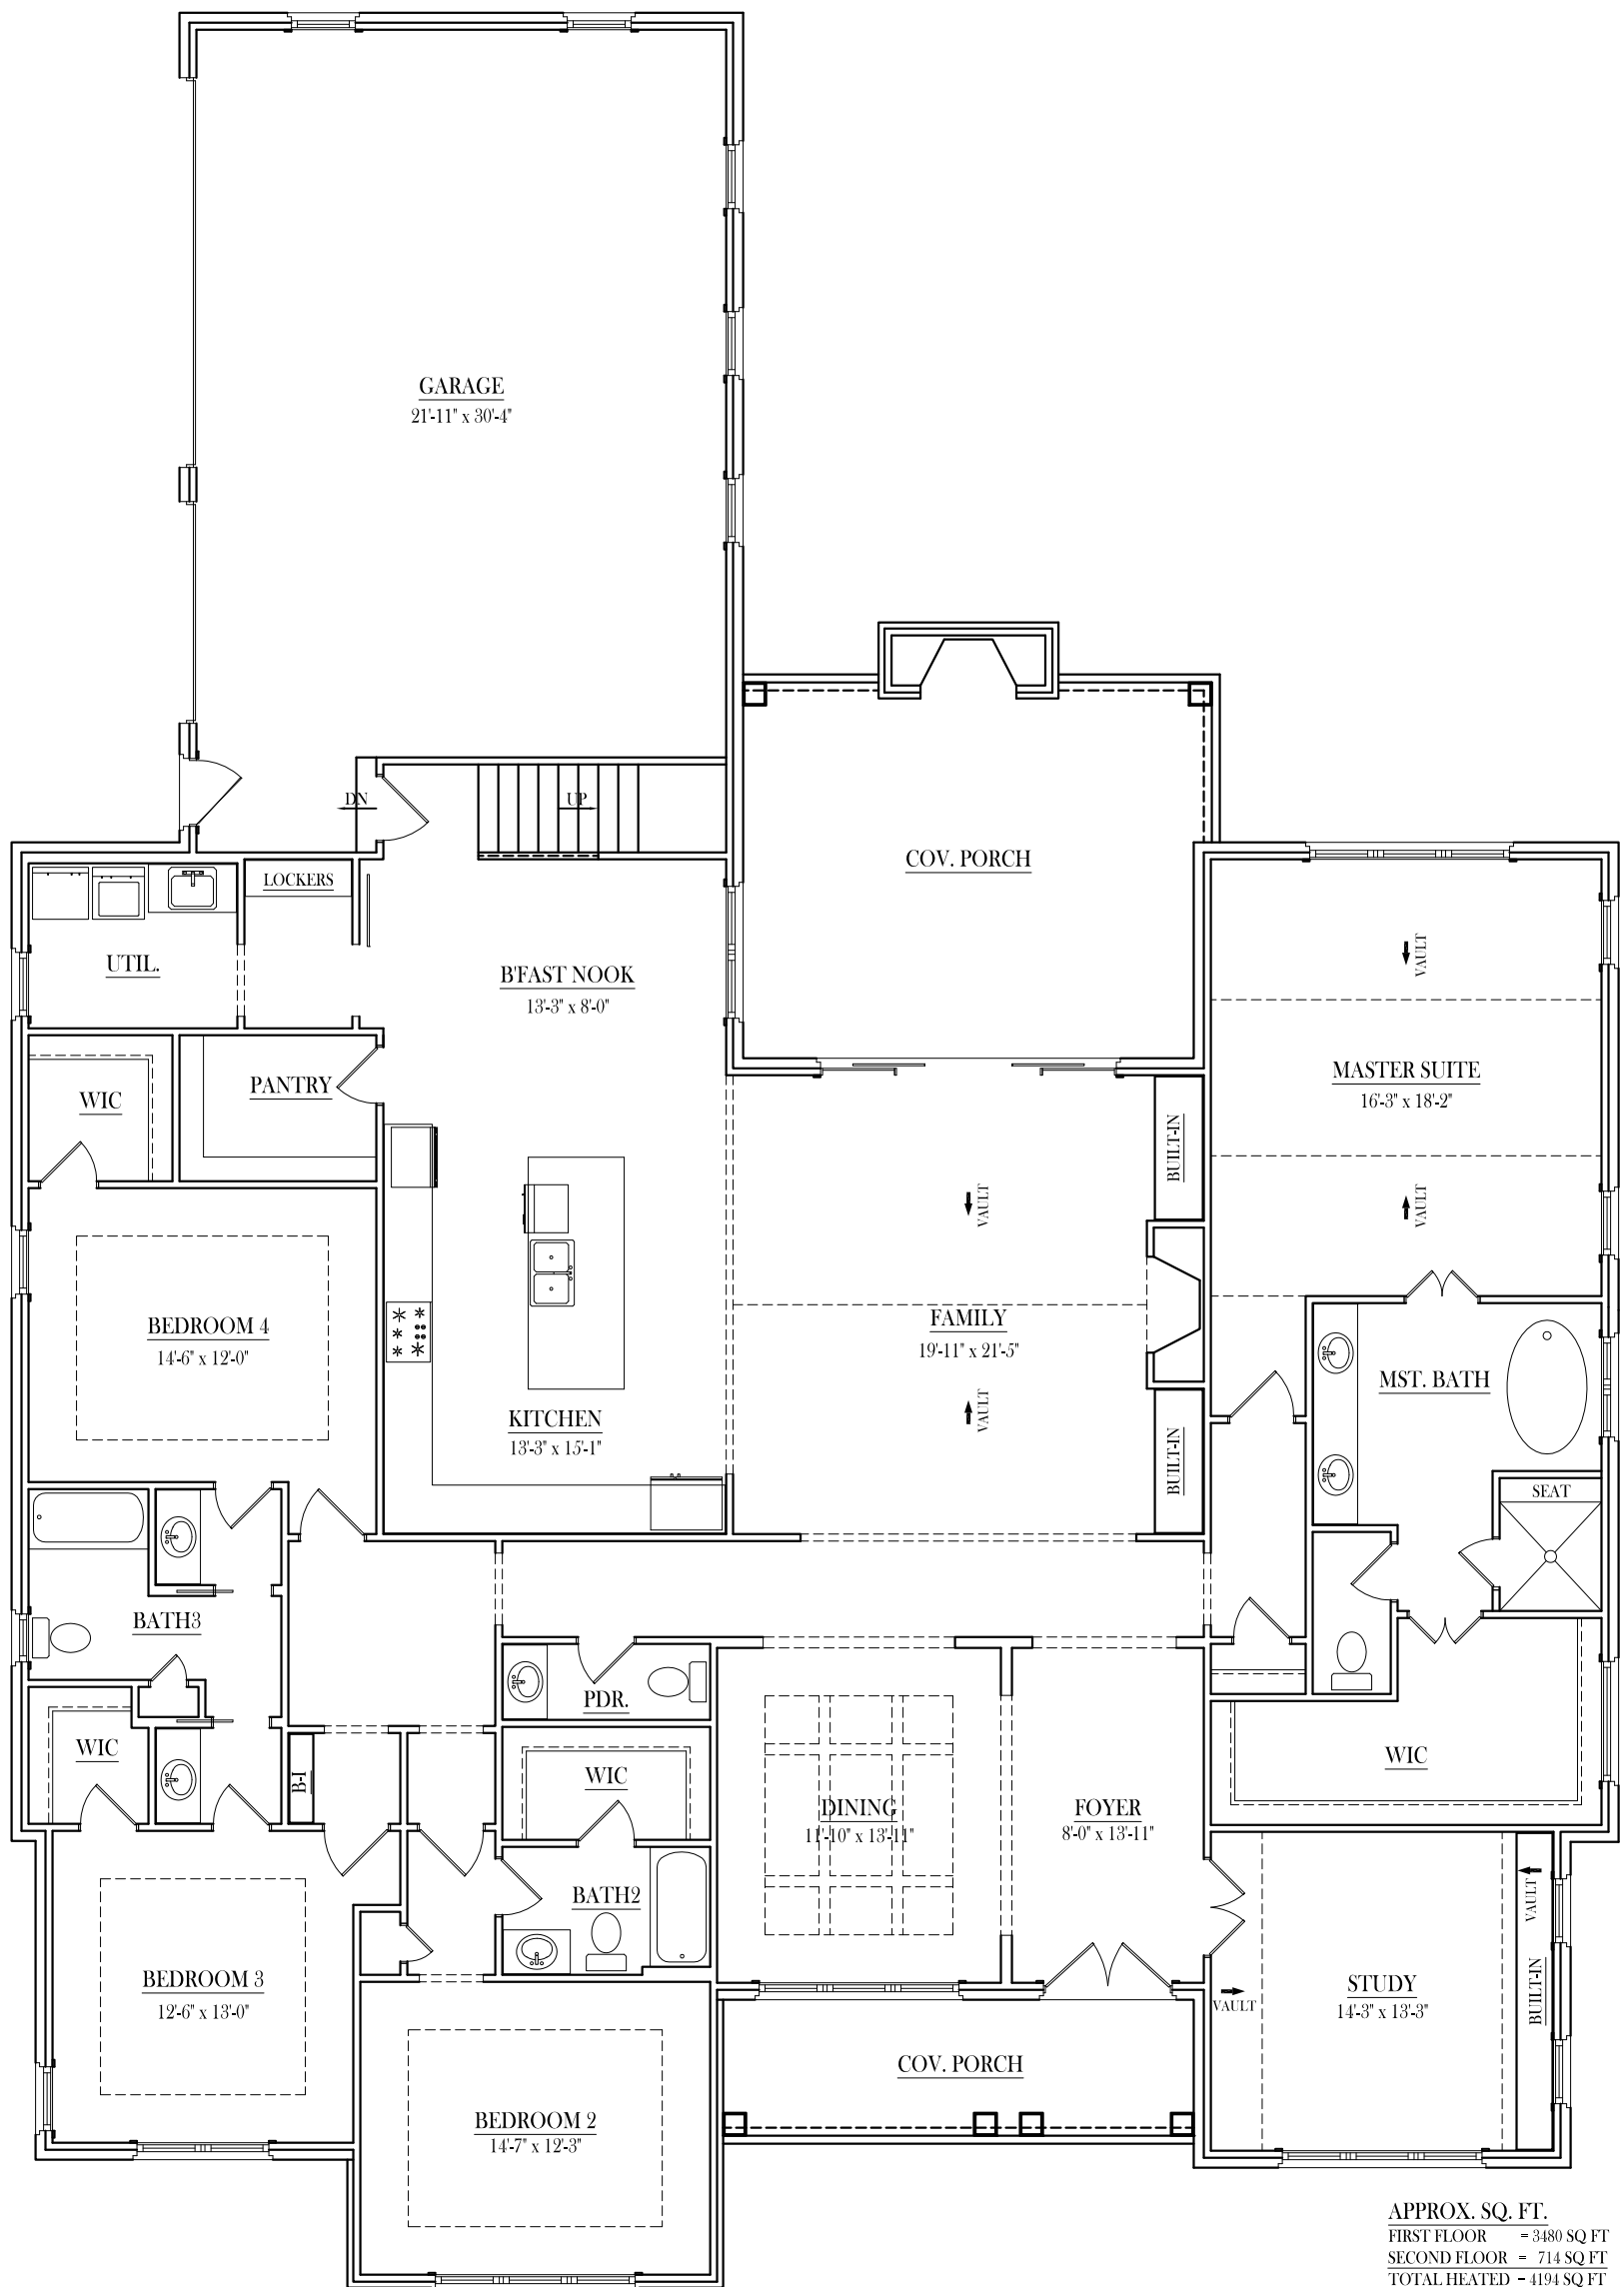 GARAGE
21'-11" x 30'-4"
DN
UP
LOCKERS
COV. PORCH
UTIL.
B'FAST NOOK
13'-3" x 8'-0"
VAULT
WIC
PANTRY
MASTER SUITE
16'-3" x 18'-2"
BUILT-IN
VAULT
VAULT
BEDROOM 4
14'-6" x 12'-0"
FAMILY
19'-11" x 21'-5"
MST. BATH
KITCHEN
13'-3" x 15'-1"
VAULT
BUILT-IN
SEAT
BATH3
PDR.
WIC
WIC
WIC
B-I
DINING
11'-10" x 13'-11"
FOYER
8'-0" x 13'-11"
BATH2
VAULT
BEDROOM 3
12'-6" x 13'-0"
STUDY
14'-3" x 13'-3"
VAULT
BUILT-IN
COV. PORCH
BEDROOM 2
14'-7" x 12'-3"
APPROX. SQ. FT.
FIRST FLOOR = 3480 SQ FT
SECOND FLOOR = 714 SQ FT
TOTAL HEATED = 4194 SQ FT